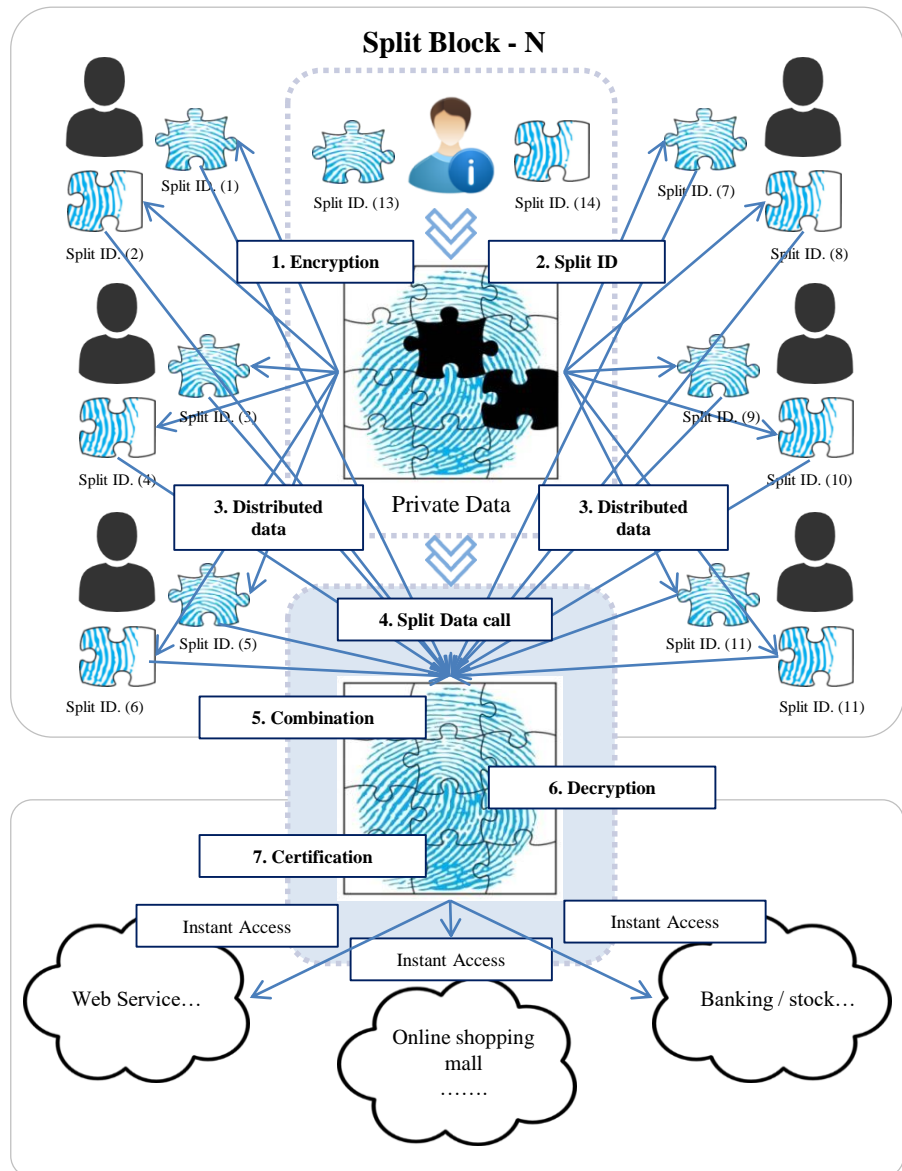 Split Block - N
Split ID. (1)
Split ID. (13)
Split ID. (14)
Split ID. (7)
Split ID. (2)
1. Encryption
2. Split ID
Split ID. (8)
Split ID. (3)
Split ID. (9)
Split ID. (4)
Split ID. (10)
Private Data
3. Distributed
data
3. Distributed
data
4. Split Data call
Split ID. (5)
Split ID. (11)
Split ID. (6)
Split ID. (11)
5. Combination
6. Decryption
7. Certification
Instant Access
Instant Access
Instant Access
Web Service…
Banking / stock…
Online shopping
mall
…….